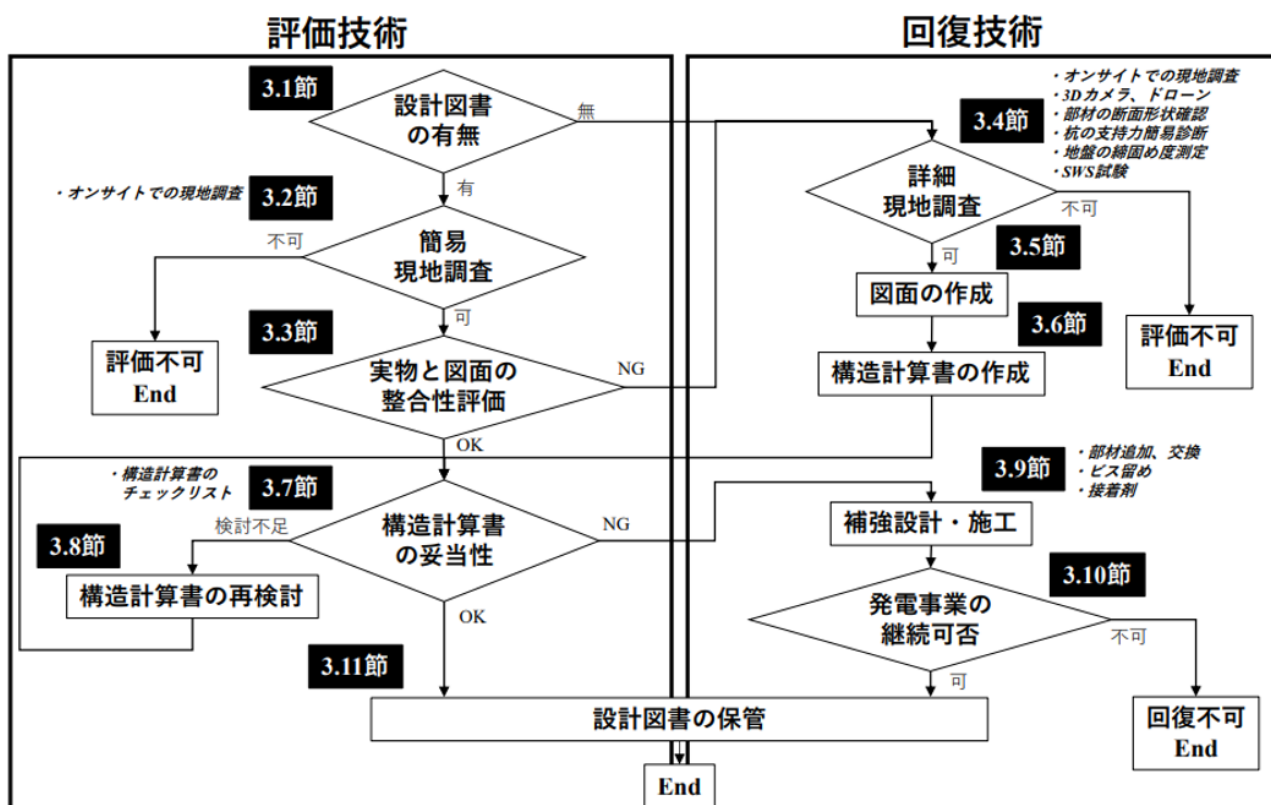 評価技術
回復技術
3.1節
設計図書
の有無
無
有
・オンサイトでの現地調査
3.2節
簡易
現地調査
不可
可
評価不可
End
3.3節
実物と図面の
整合性評価
NG
OK
・オンサイトでの現地調査
・3Dカメラ、ドローン
・部材の断面形状確認
・杭の支持力簡易診断
・地盤の締固め度測定
・SWS試験
3.4節
詳細
現地調査
不可
可
3.5節
図面の作成
3.6節
構造計算書の作成
評価不可
End
・構造計算書の
チェックリスト
3.7節
構造計算書
の妥当性
検討不足
NG
OK
3.8節
構造計算書の再検討
3.9節
・部材追加、交換
・ビス留め
・接着剤
補強設計・施工
3.10節
発電事業の
継続可否
不可
可
回復不可
End
3.11節
設計図書の保管
End